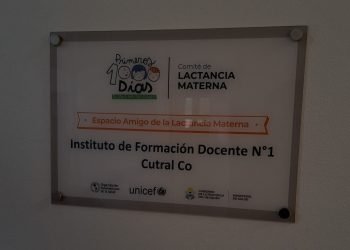 Primeros
1000
Días
Comité de
LACTANCIA
MATERNA
Espacio Amigo de la Lactancia Materna
Instituto de Formación Docente N°1
Cutral Co
unicef